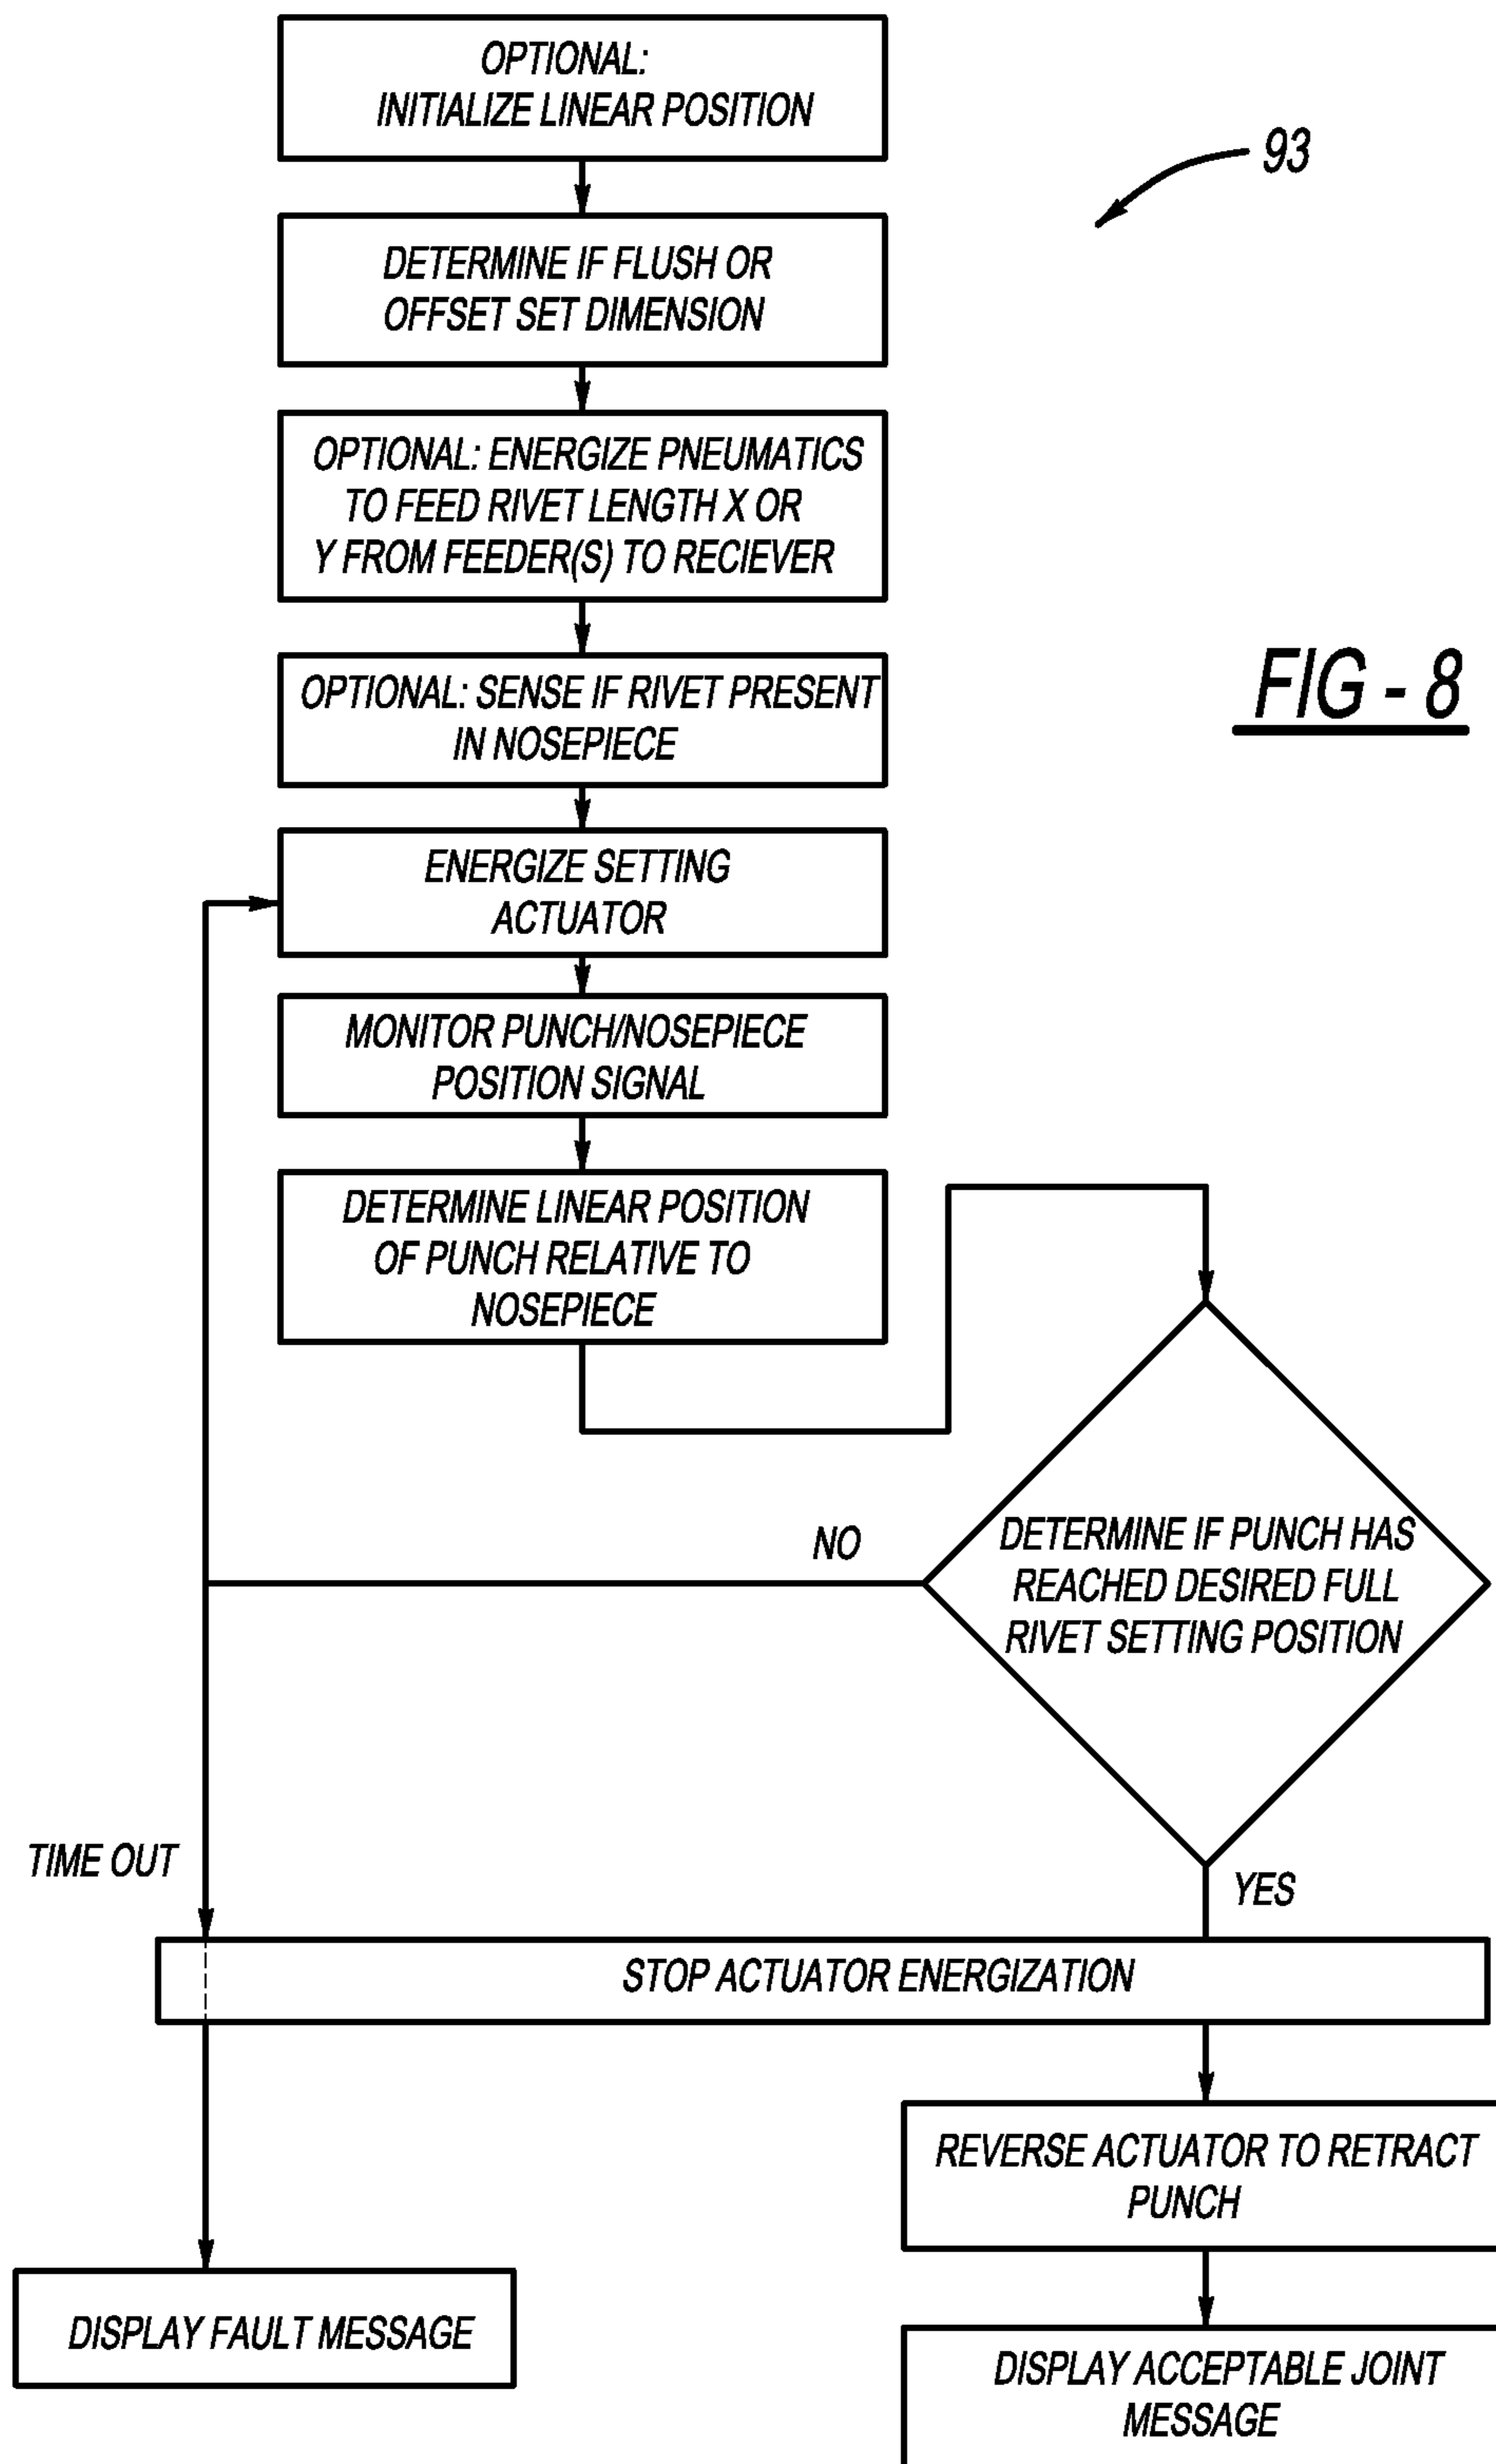 OPTIONAL:
INITIALIZE LINEAR POSITION
93
DETERMINE IF FLUSH OR
OFFSET SET DIMENSION
OPTIONAL: ENERGIZE PNEUMATICS
TO FEED RIVET LENGTH X OR
Y FROM FEEDER(S) TO RECIEVER
FIG - 8
OPTIONAL: SENSE IF RIVET PRESENT
IN NOSEPIECE
ENERGIZE SETTING
ACTUATOR
MONITOR PUNCH/NOSEPIECE
POSITION SIGNAL
DETERMINE LINEAR POSITION
OF PUNCH RELATIVE TO
NOSEPIECE
NO
DETERMINE IF PUNCH HAS
REACHED DESIRED FULL
RIVET SETTING POSITION
TIME OUT
YES
STOP ACTUATOR ENERGIZATION
REVERSE ACTUATOR TO RETRACT
PUNCH
DISPLAY FAULT MESSAGE
DISPLAY ACCEPTABLE JOINT
MESSAGE